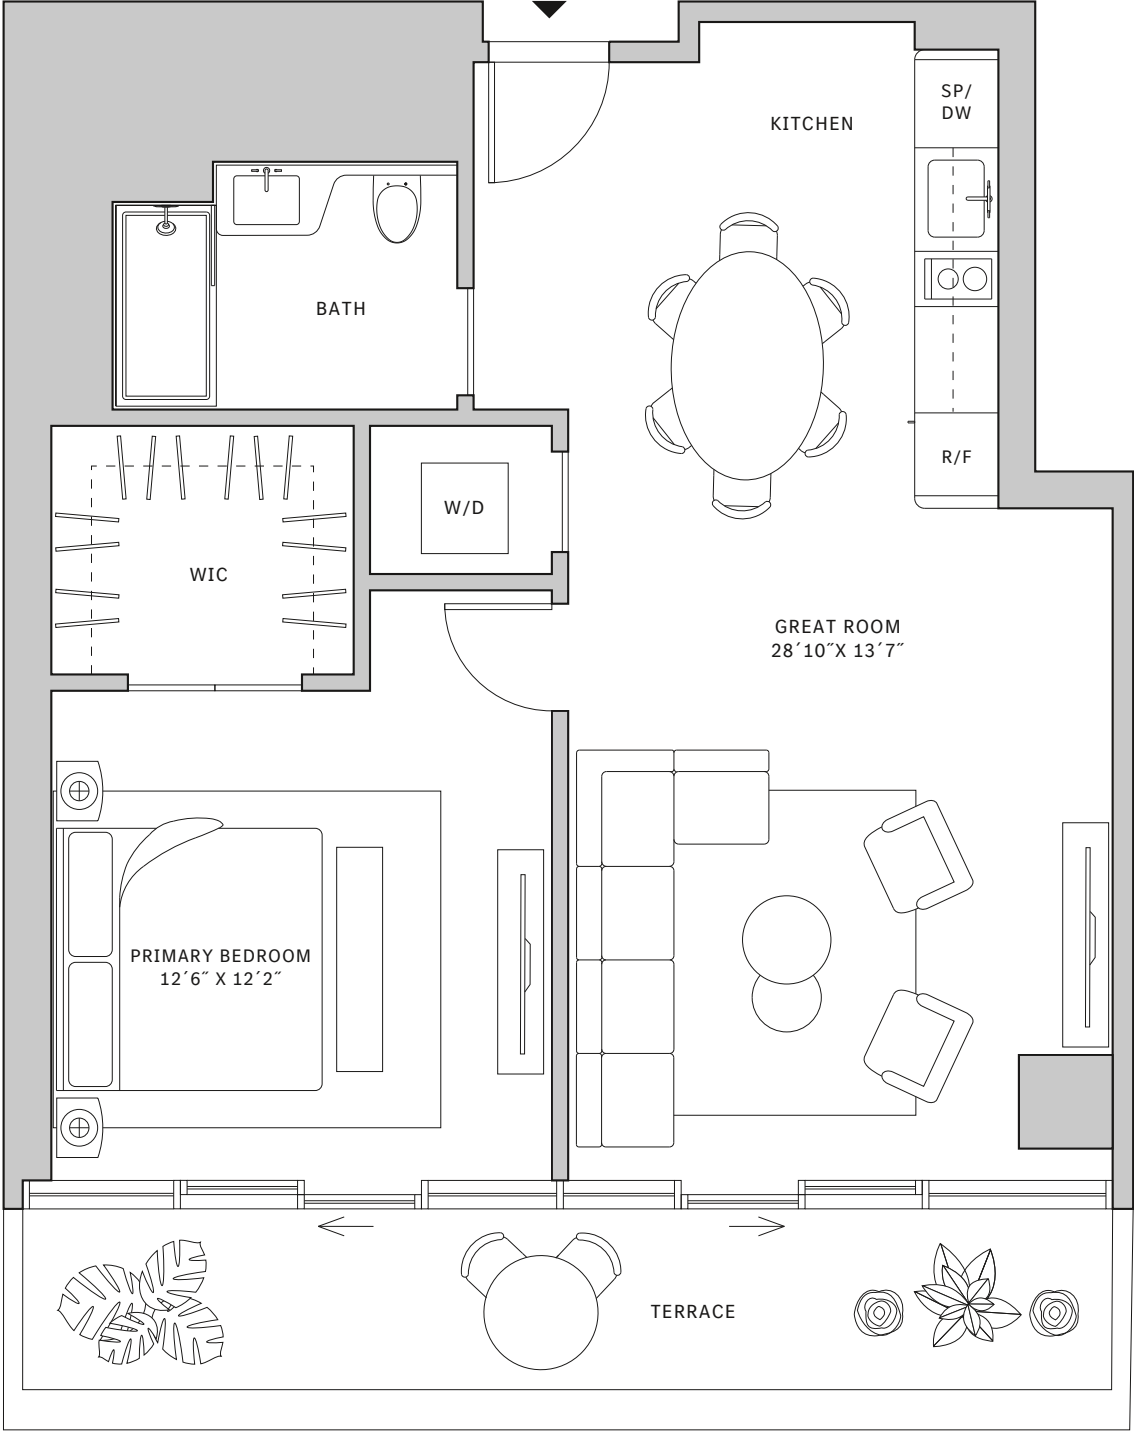 SP/
DW
KITCHEN
BATH
R/F
W/D
WIC
GREAT ROOM
28´10˝X 13´7˝
PRIMARY BEDROOM
12´6˝ X 12´2˝
TERRACE